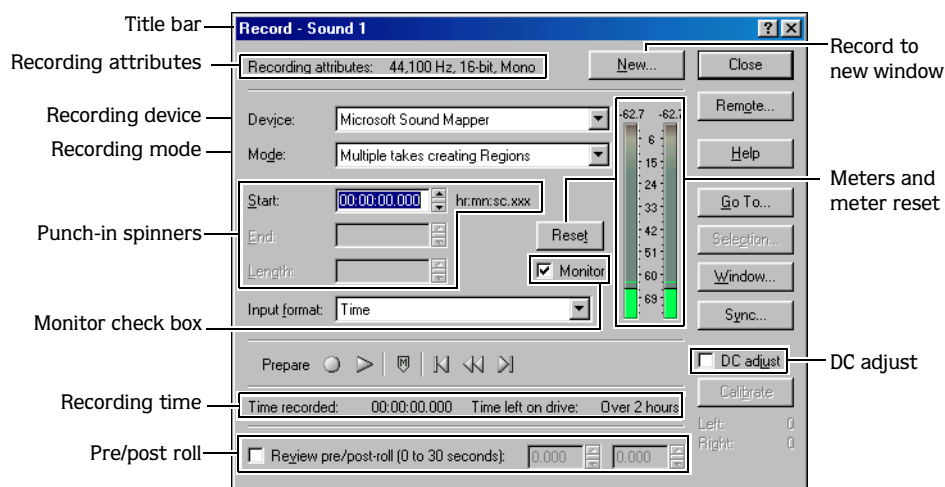 Title bar
Record - Sound 1
Recording attributes
Recording attributes: 44,100 Hz, 16-bit, Mono
New...
Close
Record to
new window
Recording device
Device:
Microsoft Sound Mapper
-62.7 -62.7
Remote...
Recording mode
Mode:
Multiple takes creating Regions
6
15
24
33
42
51
60
69
Help
Punch-in spinners
Start:
00:00:00.000
hr:mn:sc.xxx
End:
Length:
Reset
Monitor
Meters and
meter reset
Go To...
Selection...
Window...
Sync...
Monitor check box
Input format:
Time
Prepare
M
DC adjust
DC adjust
Calibrate
Recording time
Time recorded: 00:00:00.000 Time left on drive: Over 2 hours
Left: 0
Right: 0
Pre/post roll
Review pre/post-roll (0 to 30 seconds):
0.000
0.000